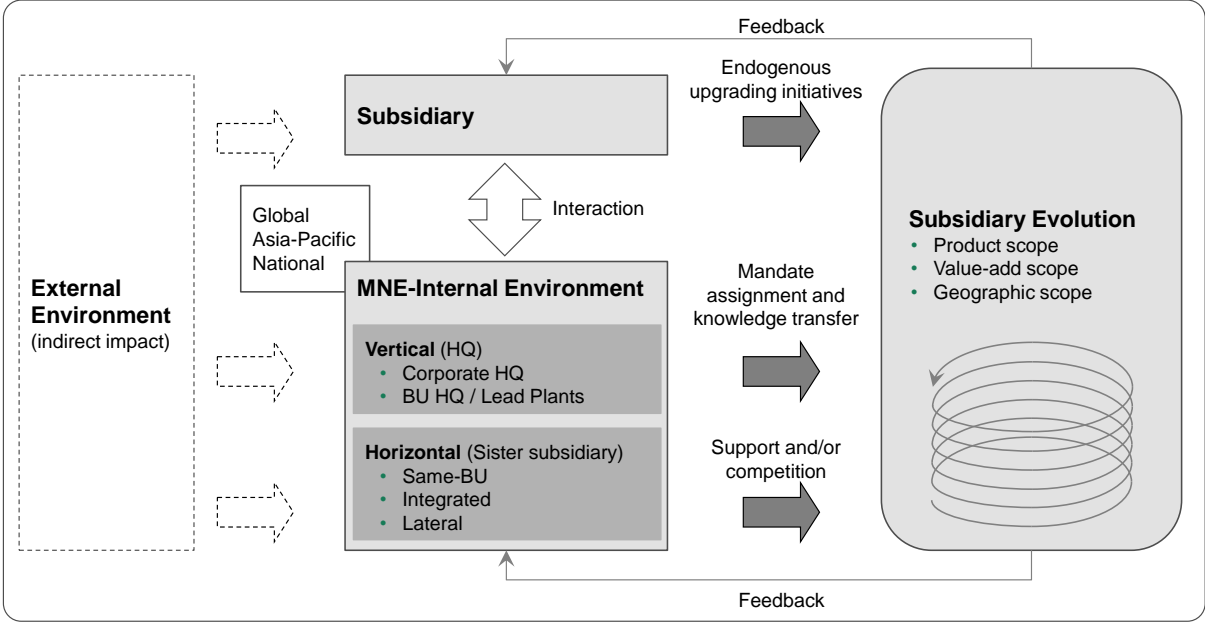 Feedback
External
Environment
(indirect impact)
Global
Asia-Pacific
National
Subsidiary
Interaction
MNE-Internal Environment
Vertical (HQ)
• Corporate HQ
• BU HQ / Lead Plants
Horizontal (Sister subsidiary)
• Same-BU
• Integrated
• Lateral
Endogenous
upgrading initiatives
Mandate
assignment and
knowledge transfer
Support and/or
competition
Subsidiary Evolution
• Product scope
• Value-add scope
• Geographic scope
Feedback